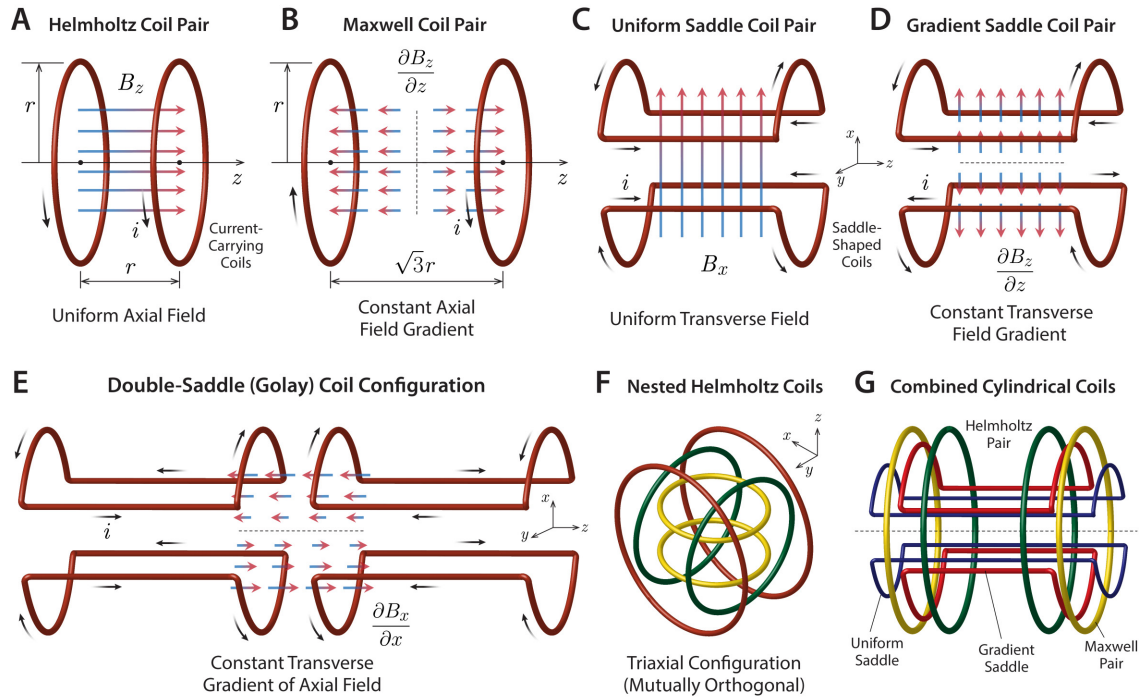 A Helmholtz Coil Pair
r
B_z
z
i
Current-
Carrying
Coils
r
Uniform Axial Field
B Maxwell Coil Pair
∂B_z
∂z
r
z
i
√3r
Constant Axial
Field Gradient
C Uniform Saddle Coil Pair
i
B_x
Saddle-
Shaped
Coils
Uniform Transverse Field
D Gradient Saddle Coil Pair
x
z
y
i
∂B_z
∂z
Constant Transverse
Field Gradient
E Double-Saddle (Golay) Coil Configuration
i
x
z
y
∂B_x
∂x
Constant Transverse
Gradient of Axial Field
F Nested Helmholtz Coils
z
x
y
Triaxial Configuration
(Mutually Orthogonal)
G Combined Cylindrical Coils
Helmholtz
Pair
Uniform
Saddle
Gradient
Saddle
Maxwell
Pair